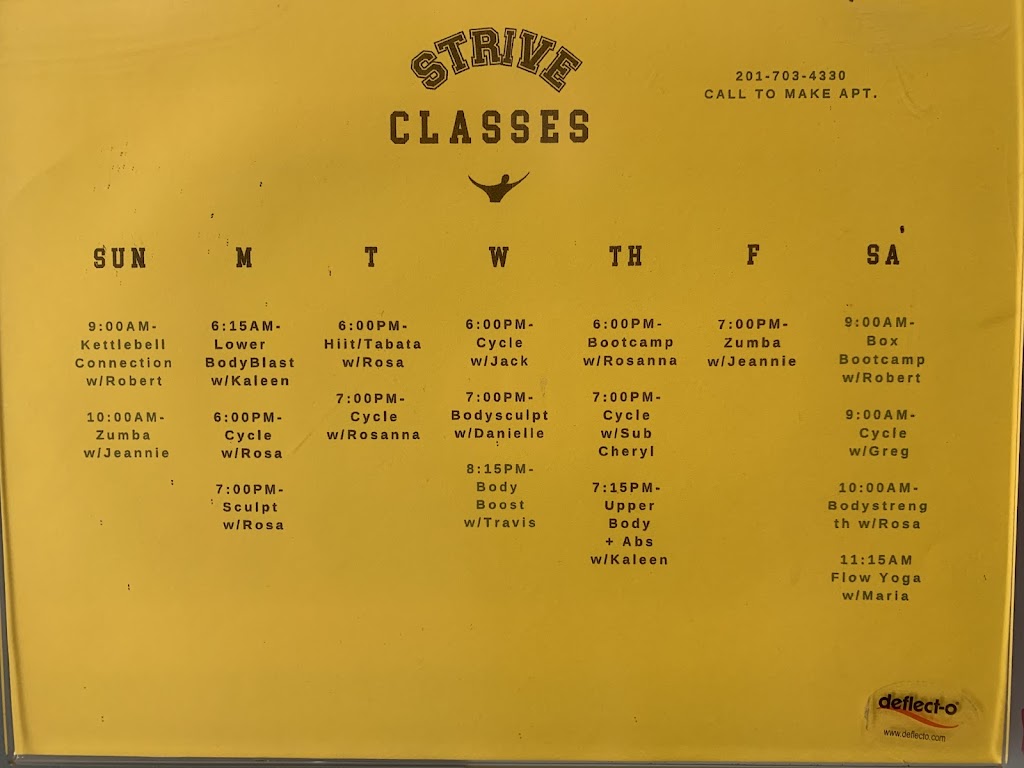 STRIVE
CLASSES
201-703-4330
CALL TO MAKE APT.
SUN
9:00AM-
Kettlebell
Connection
w/Robert
10:00AM-
Zumba
w/Jeannie
M
6:15AM-
Lower
BodyBlast
w/Kaleen
6:00PM-
Cycle
w/Rosa
7:00PM-
Sculpt
w/Rosa
T
6:00PM-
Hiit/Tabata
w/Rosa
7:00PM-
Cycle
w/Rosanna
W
6:00PM-
Cycle
w/Jack
7:00PM-
Bodysculpt
w/Danielle
8:15PM-
Body
Boost
w/Travis
TH
6:00PM-
Bootcamp
w/Rosanna
7:00PM-
Cycle
w/Sub
Cheryl
7:15PM-
Upper
Body
+ Abs
w/Kaleen
F
7:00PM-
Zumba
w/Jeannie
SA
9:00AM-
Box
Bootcamp
w/Robert
9:00AM-
Cycle
w/Greg
10:00AM-
Bodystreng
th w/Rosa
11:15AM
Flow Yoga
w/Maria
deflect-o
www.deflecto.com